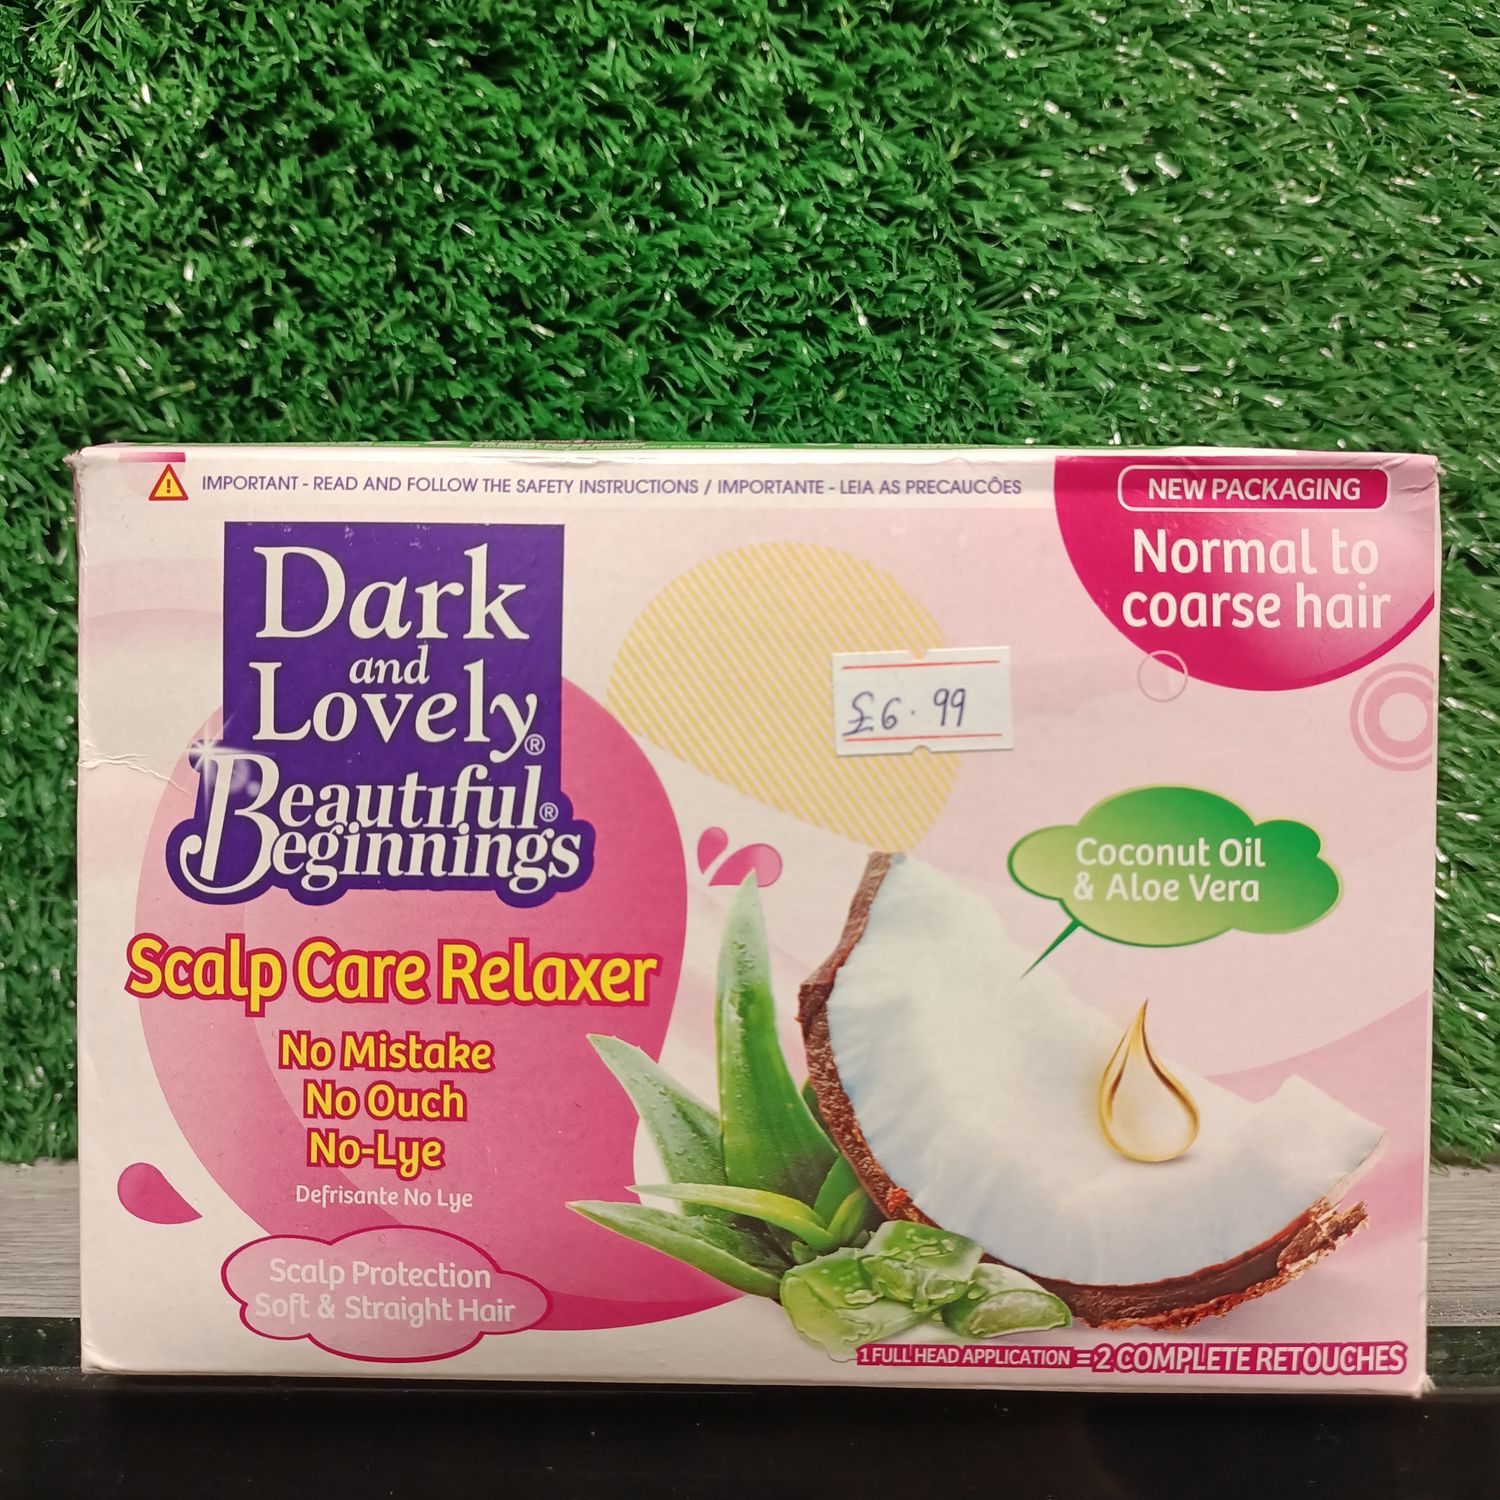 IMPORTANT - READ AND FOLLOW THE SAFETY INSTRUCTIONS / IMPORTANTE - LEIA AS PRECAUCÔES
NEW PACKAGING
Normal to
coarse hair
Dark
and
Lovely®
Beautiful®
Beginnings
£6.99
Coconut Oil
& Aloe Vera
Scalp Care Relaxer
No Mistake
No Ouch
No-Lye
Defrisante No Lye
Scalp Protection
Soft & Straight Hair
1 FULL HEAD APPLICATION = 2 COMPLETE RETOUCHES